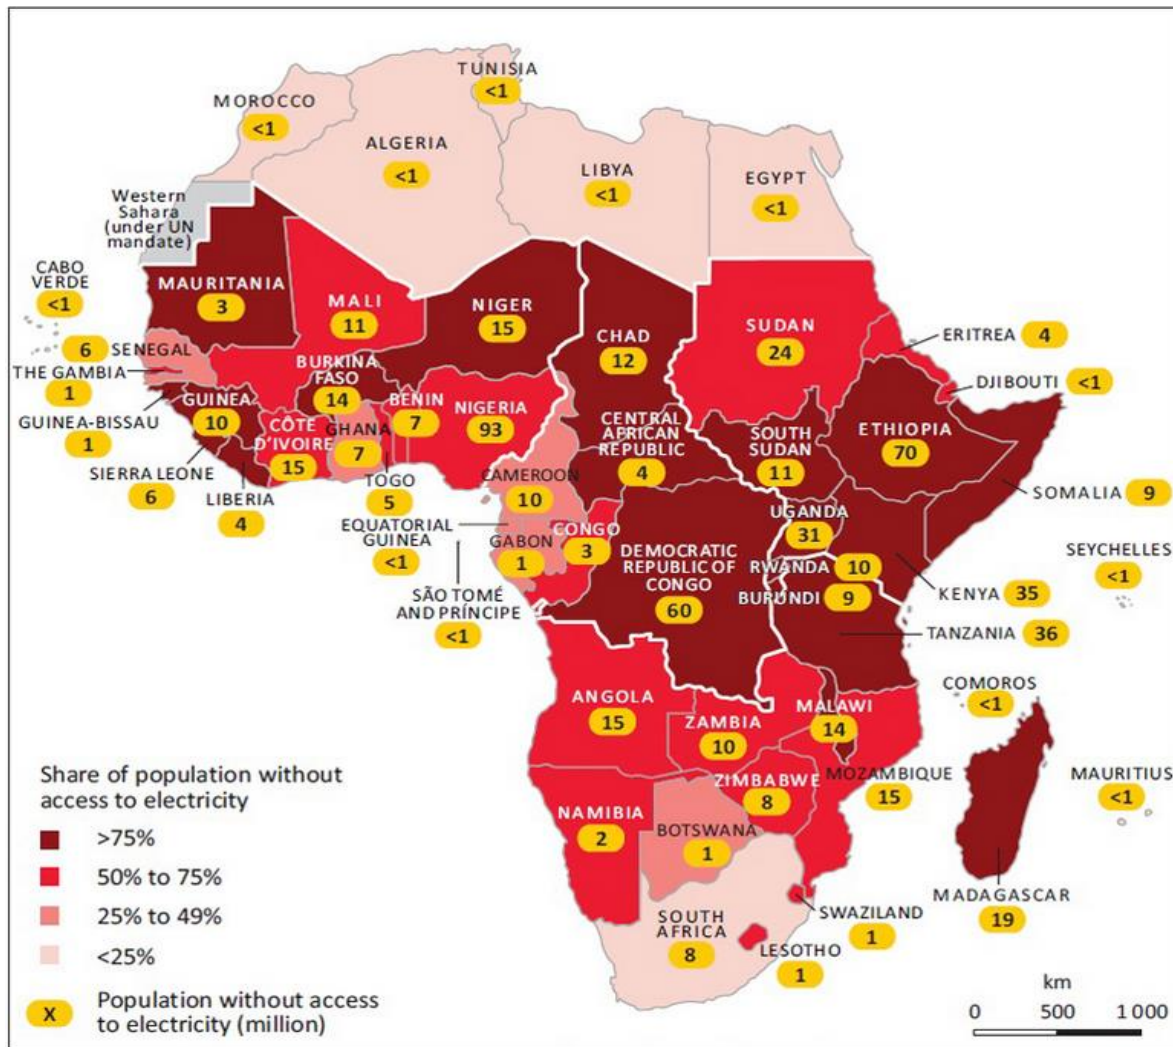 TUNISIA
<1
MOROCCO
<1
ALGERIA
<1
LIBYA
<1
EGYPT
<1
Western
Sahara
(under UN
mandate)
CABO
VERDE
<1
MAURITANIA
3
MALI
11
NIGER
15
CHAD
12
SUDAN
24
ERITREA 4
DJIBOUTI <1
6 SENEGAL
THE GAMBIA
1
GUINEA-BISSAU
1
GUINEA
10
BURKINA
FASO
14
BENIN
7
NIGERIA
93
CÔTE
D'IVOIRE
15
GHANA
7
CENTRAL
AFRICAN
REPUBLIC
4
SOUTH
SUDAN
11
ETHIOPIA
70
SOMALIA 9
SIERRA LEONE
6
LIBERIA
4
TOGO
5
CAMEROON
10
EQUATORIAL
GUINEA
<1
GABON
1
CONGO
3
SÃO TOMÉ
AND PRÍNCIPE
<1
DEMOCRATIC
REPUBLIC OF
CONGO
60
UGANDA
31
RWANDA 10
BURUNDI 9
KENYA 35
TANZANIA 36
SEYCHELLES
<1
COMOROS
<1
ANGOLA
15
ZAMBIA
10
MALAWI
14
MOZAMBIQUE
15
ZIMBABWE
8
NAMIBIA
2
BOTSWANA
1
MAURITIUS
<1
MADAGASCAR
19
SOUTH
AFRICA
8
SWAZILAND
1
LESOTHO
1
Share of population without
access to electricity
>75%
50% to 75%
25% to 49%
<25%
X Population without access
to electricity (million)
km
0 500 1 000